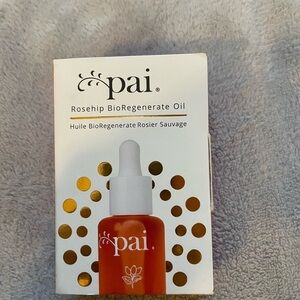 pai®
Rosehip BioRegenerate Oil
Huile BioRegenerate Rosier Sauvage
pai®